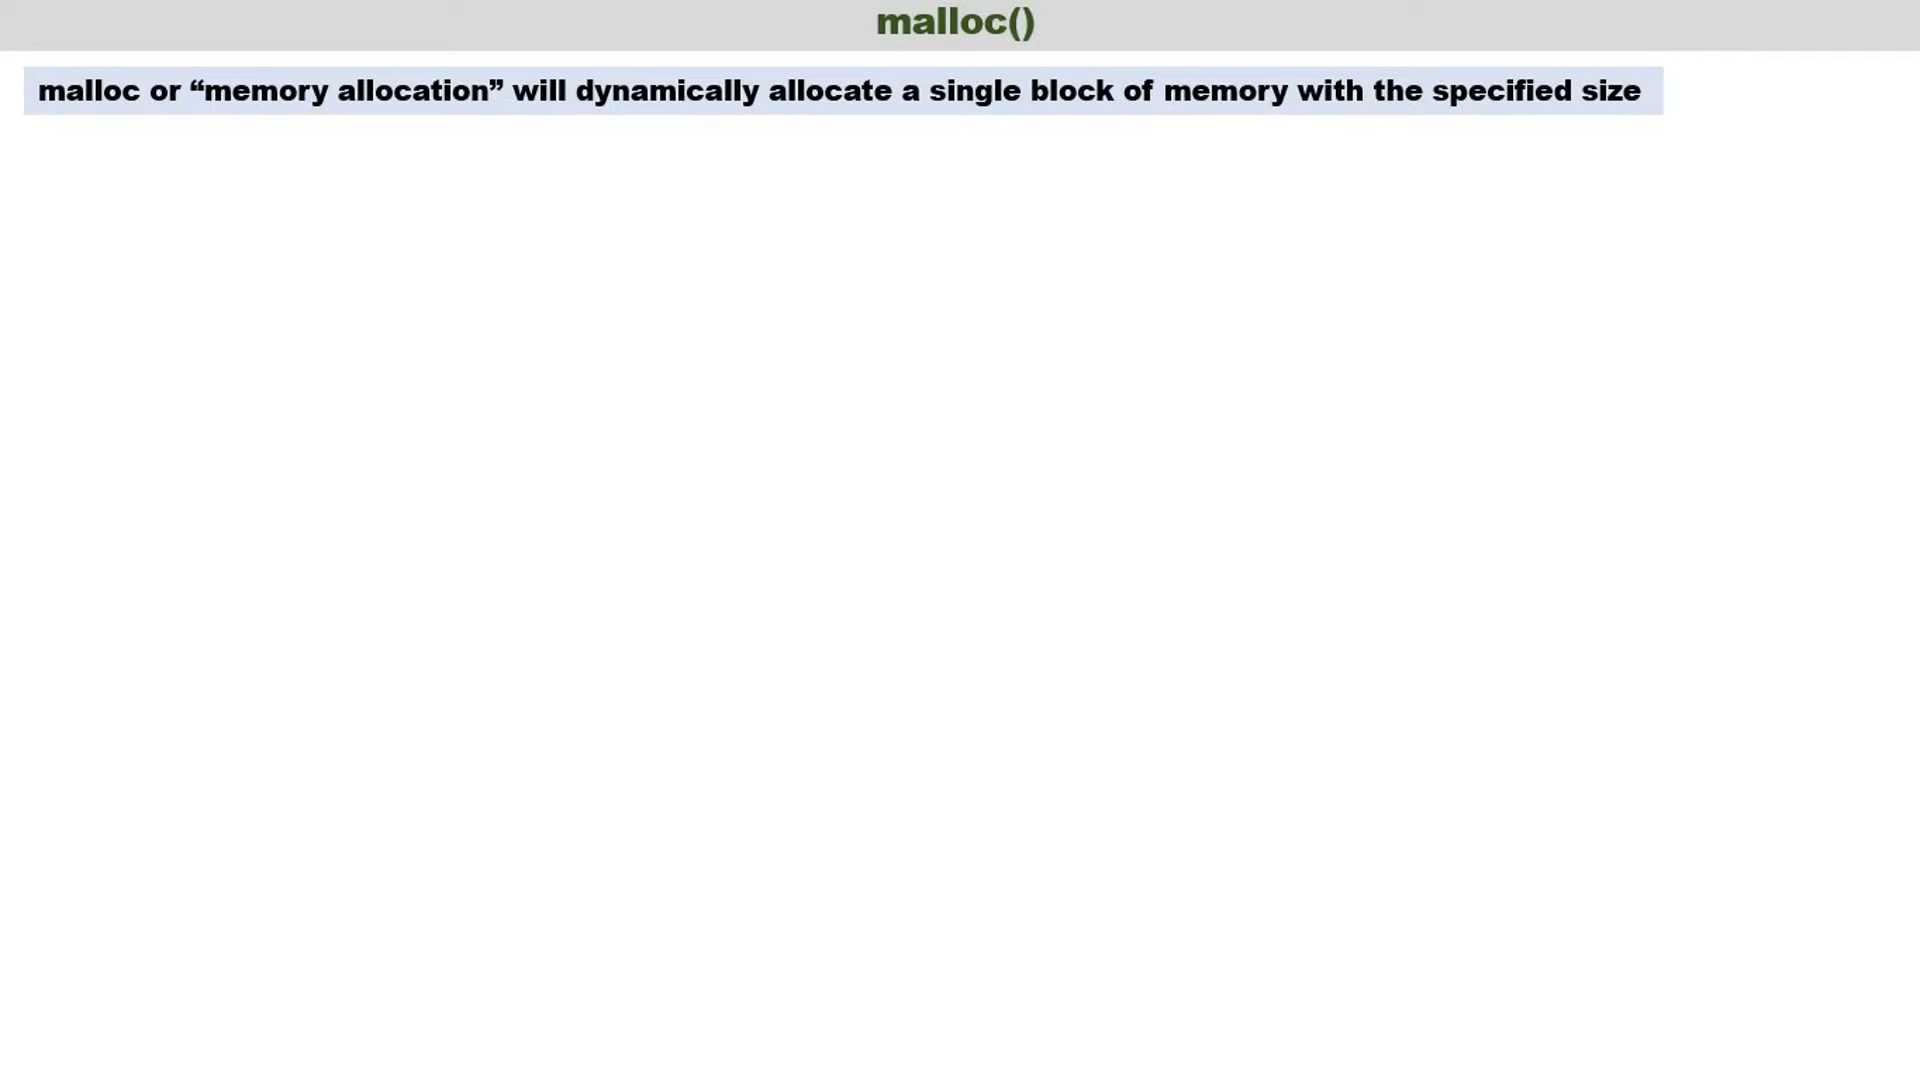 malloc()
malloc or “memory allocation” will dynamically allocate a single block of memory with the specified size